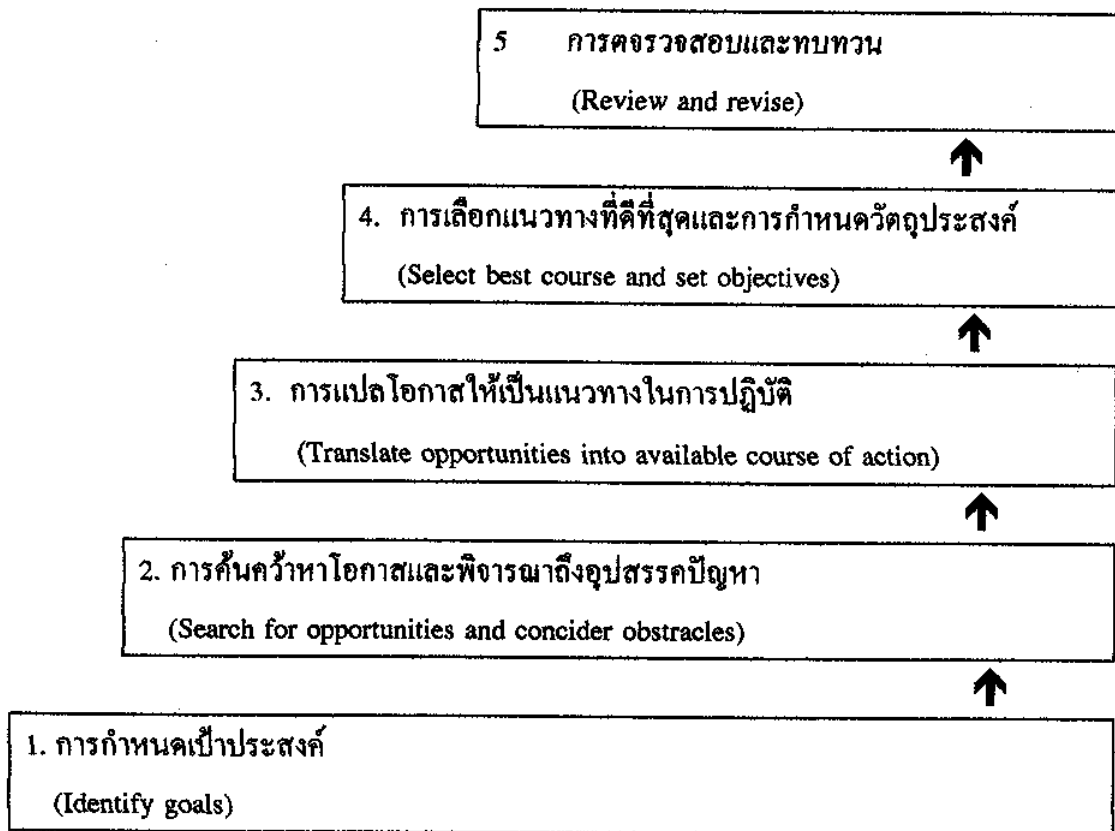 5 การตจรวจสอบและทบทวน
(Review and revise)
4. การเลือกแนวทางที่ดีที่สุดและการกำหนดวัตถุประสงค์
(Select best course and set objectives)
3. การแปลโอกาสให้เป็นแนวทางในการปฏิบัติ
(Translate opportunities into available course of action)
2. การค้นคว้าหาโอกาสและพิจารณาถึงอุปสรรคปัญหา
(Search for opportunities and concider obstracles)
1. การกำหนดเป้าประสงค์
(Identify goals)